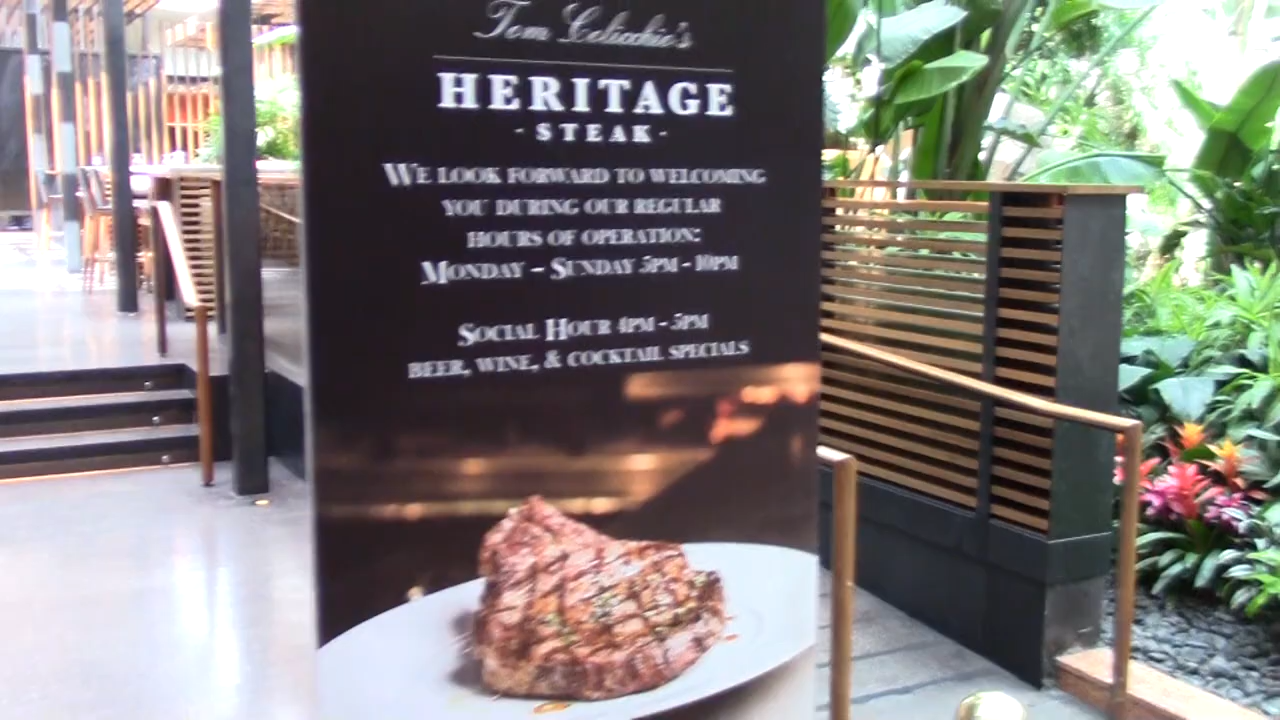 Tom Colicchio's
HERITAGE
- STEAK -
WE LOOK FORWARD TO WELCOMING
YOU DURING OUR REGULAR
HOURS OF OPERATION:
MONDAY - SUNDAY 5PM - 10PM
SOCIAL HOUR 4PM - 5PM
BEER, WINE, & COCKTAIL SPECIALS